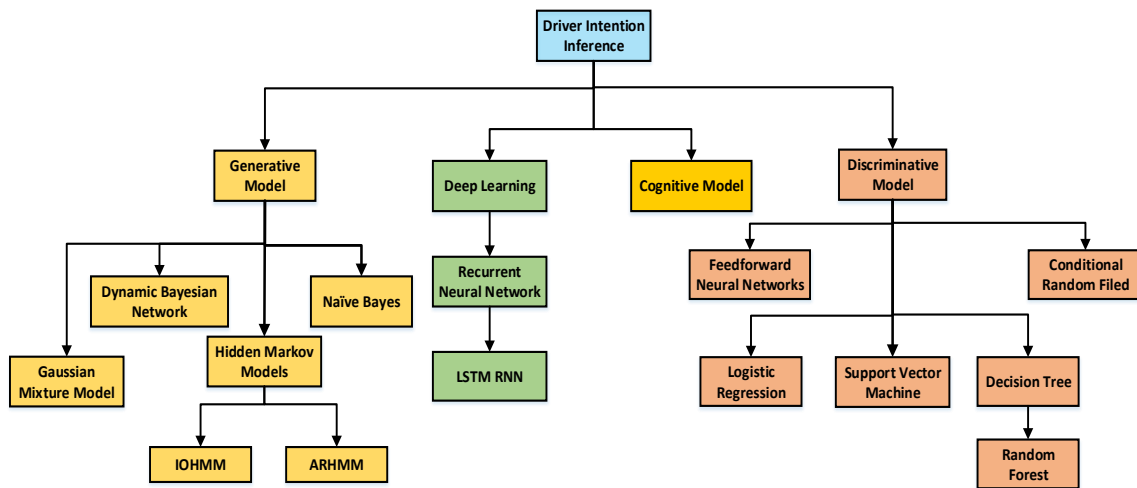 Driver Intention
Inference
Generative
Model
Deep Learning
Cognitive Model
Discriminative
Model
Feedforward
Neural Networks
Conditional
Random Filed
Dynamic Bayesian
Network
Naïve Bayes
Recurrent
Neural Network
Gaussian
Mixture Model
Hidden Markov
Models
LSTM RNN
Logistic
Regression
Support Vector
Machine
Decision Tree
IOHMM
ARHMM
Random
Forest